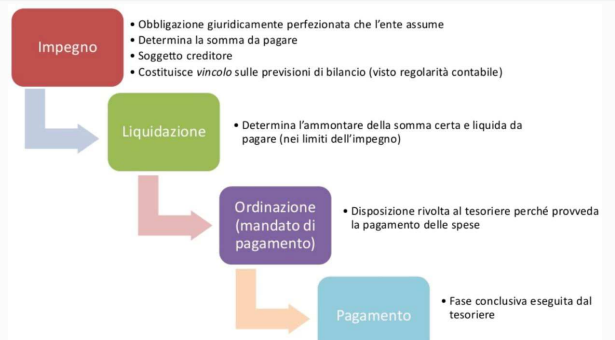 Impegno
• Obbligazione giuridicamente perfezionata che l'ente assume
• Determina la somma da pagare
• Soggetto creditore
• Costituisce vincolo sulle previsioni di bilancio (visto regolarità contabile)
Liquidazione
• Determina l'ammontare della somma certa e liquida da
pagare (nei limiti dell'impegno)
Ordinazione
(mandato di
pagamento)
• Disposizione rivolta al tesoriere perché provveda
la pagamento delle spese
Pagamento
• Fase conclusiva eseguita dal
tesoriere